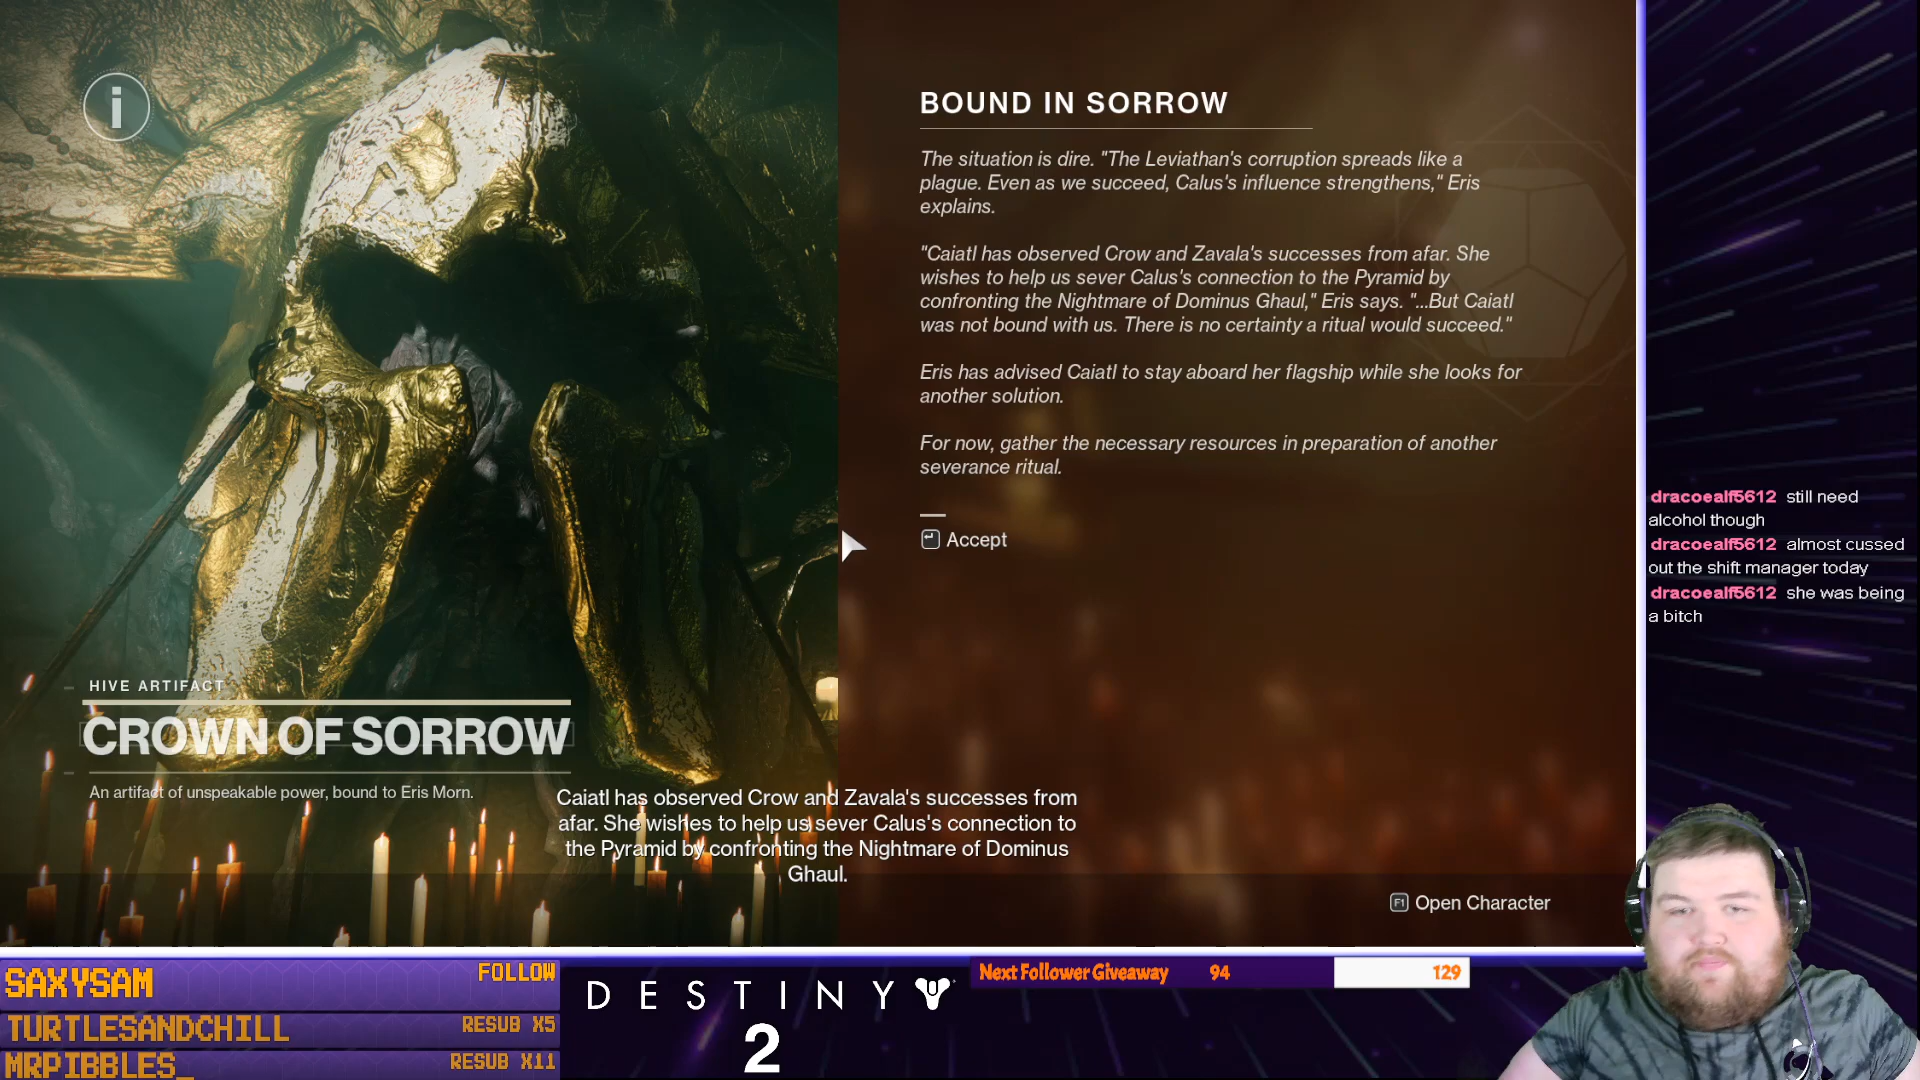 BOUND IN SORROW
The situation is dire. "The Leviathan's corruption spreads like a
plague. Even as we succeed, Calus's influence strengthens," Eris
explains.
"Caiatl has observed Crow and Zavala's successes from afar. She
wishes to help us sever Calus's connection to the Pyramid by
confronting the Nightmare of Dominus Ghaul," Eris says. "...But Caiatl
was not bound with us. There is no certainty a ritual would succeed."
Eris has advised Caiatl to stay aboard her flagship while she looks for
another solution.
For now, gather the necessary resources in preparation of another
severance ritual.
Accept
HIVE ARTIFACT
CROWN OF SORROW
An artifact of unspeakable power, bound to Eris Morn.
Caiatl has observed Crow and Zavala's successes from
afar. She wishes to help us sever Calus's connection to
the Pyramid by confronting the Nightmare of Dominus
Ghaul.
F1 Open Character
dracoealf5612 still need
alcohol though
dracoealf5612 almost cussed
out the shift manager today
dracoealf5612 she was being
a bitch
SAXYSAM FOLLOW
TURTLESANDCHILL RESUB X5
MRPIBBLES_ RESUB X11
DESTINY
2
Next Follower Giveaway 94 129